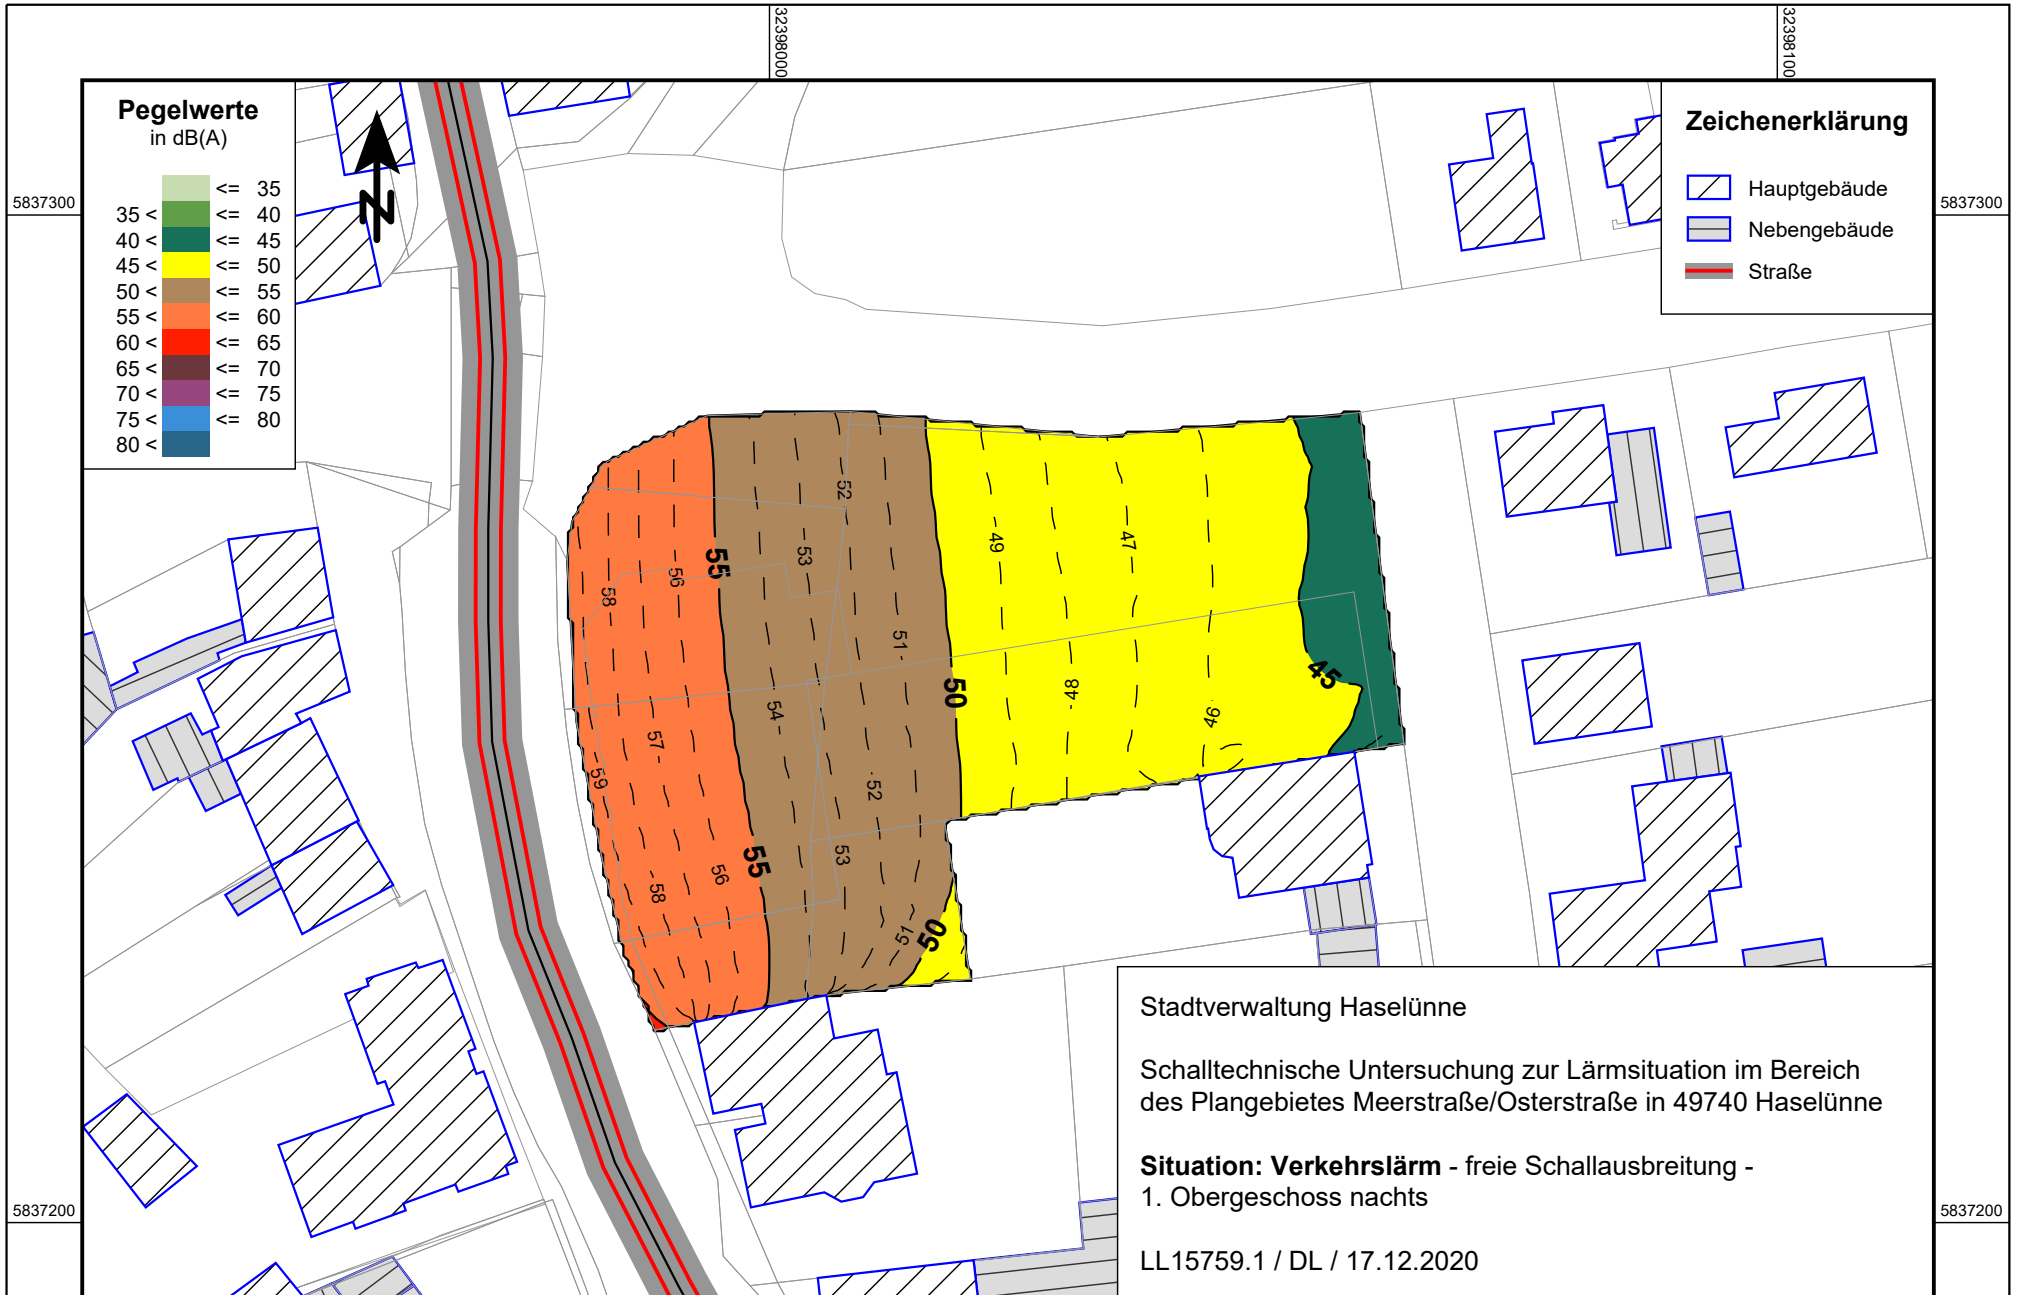 32398000
32398100
Pegelwerte
in dB(A)
<= 35
35 < <= 40
40 < <= 45
45 < <= 50
50 < <= 55
55 < <= 60
60 < <= 65
65 < <= 70
70 < <= 75
75 < <= 80
80 <
N
Zeichenerklärung
Hauptgebäude
Nebengebäude
Straße
5837300
5837300
52
55
53
49
47
56
58
51
45
50
48
54
46
57
59
52
53
55
56
58
51
50
Stadtverwaltung Haselünne
Schalltechnische Untersuchung zur Lärmsituation im Bereich
des Plangebietes Meerstraße/Osterstraße in 49740 Haselünne
Situation: Verkehrslärm - freie Schallausbreitung -
1. Obergeschoss nachts
LL15759.1 / DL / 17.12.2020
5837200
5837200